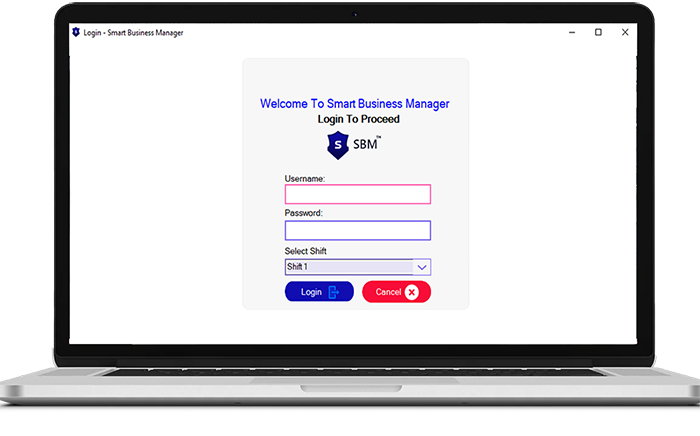 Login - Smart Business Manager
Welcome To Smart Business Manager
Login To Proceed
S SBM™
Username:
Password:
Select Shift
Shift 1
Login Cancel